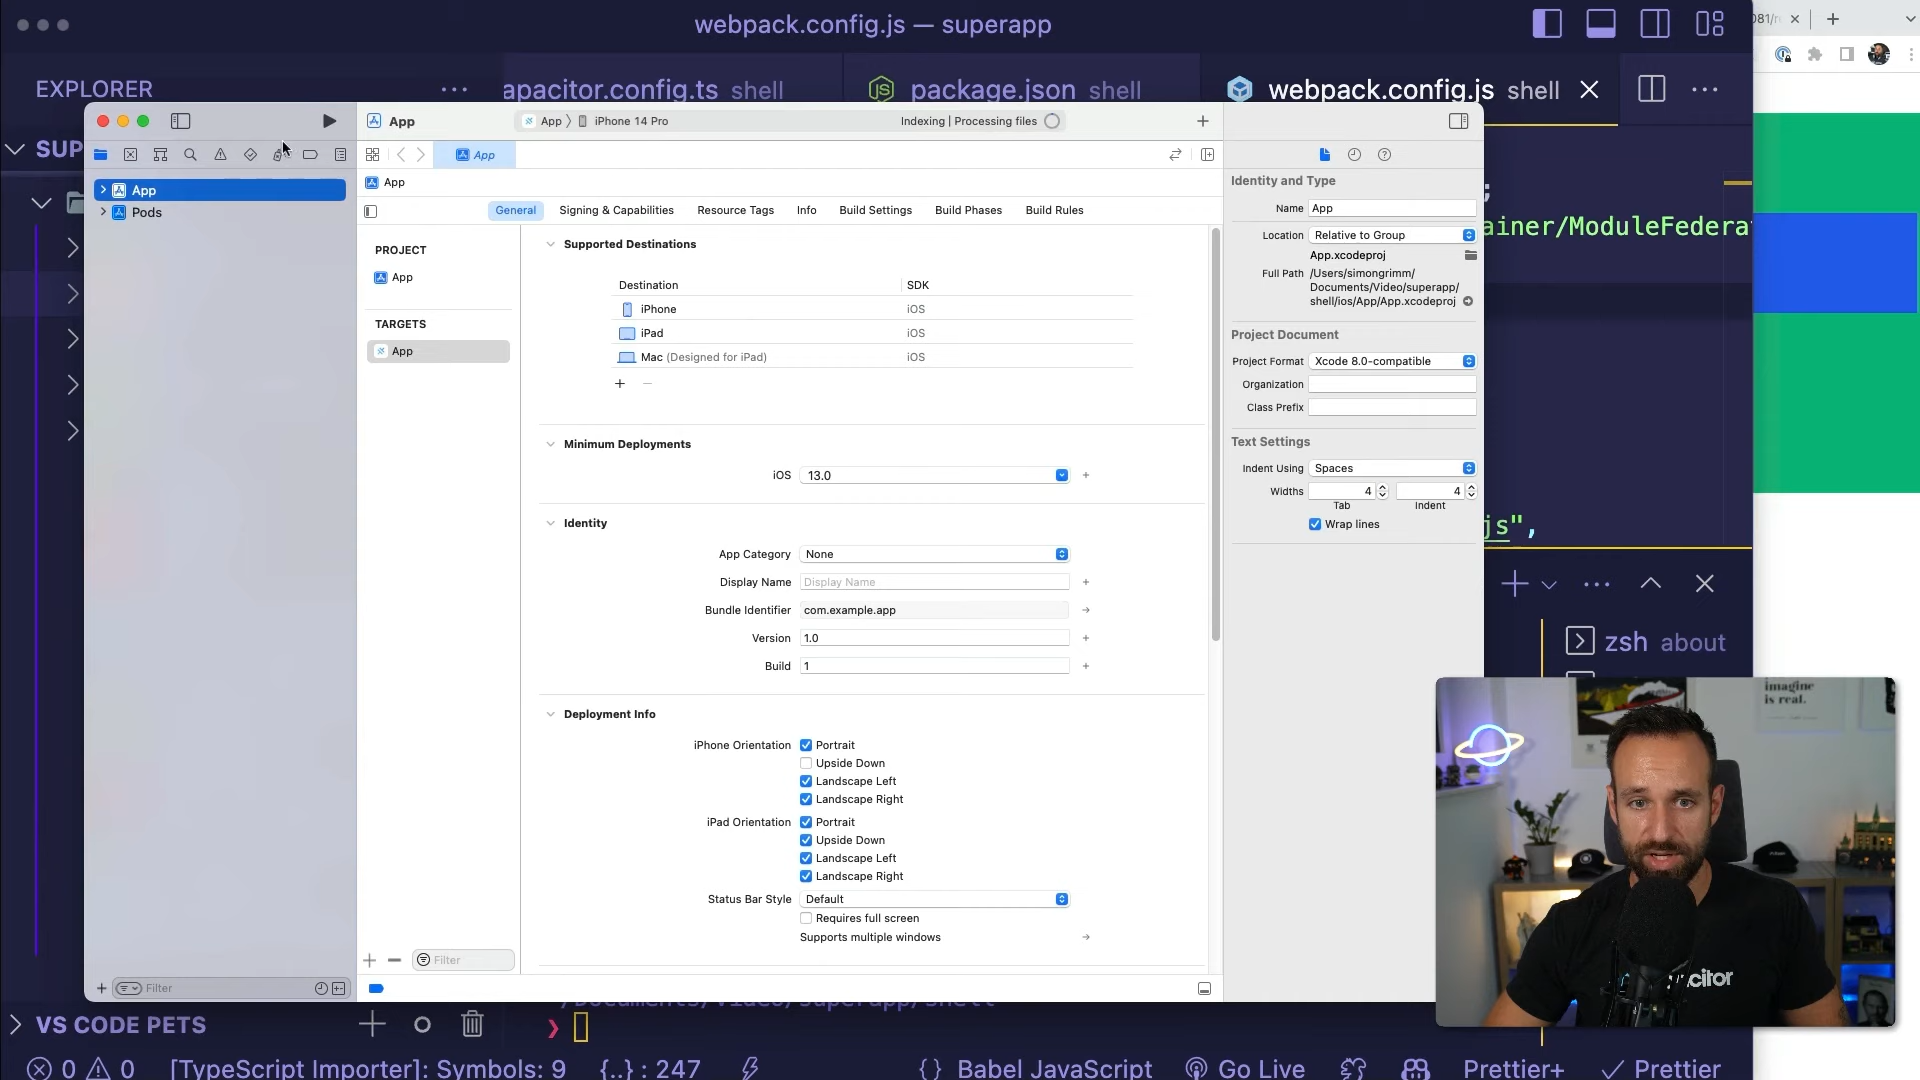 webpack.config.js — superapp
081/r
EXPLORER
apacitor.config.ts shell
package.json shell
webpack.config.js shell
SUP
App
App
iPhone 14 Pro
Indexing | Processing files
App
App
App
Pods
General
Signing & Capabilities
Resource Tags
Info
Build Settings
Build Phases
Build Rules
PROJECT
App
TARGETS
App
Filter
Filter
Supported Destinations
Destination
SDK
iPhone
iOS
iPad
iOS
Mac (Designed for iPad)
iOS
Minimum Deployments
iOS
13.0
Identity
App Category
None
Display Name
Display Name
Bundle Identifier
com.example.app
Version
1.0
Build
1
Deployment Info
iPhone Orientation
Portrait
Upside Down
Landscape Left
Landscape Right
iPad Orientation
Portrait
Upside Down
Landscape Left
Landscape Right
Status Bar Style
Default
Requires full screen
Supports multiple windows
Identity and Type
Name
App
Location
Relative to Group
App.xcodeproj
Full Path
/Users/simongrimm/
Documents/Video/superapp/
shell/ios/App/App.xcodeproj
Project Document
Project Format
Xcode 8.0-compatible
Organization
Class Prefix
Text Settings
Indent Using
Spaces
Widths
4
4
Tab
Indent
Wrap lines
;
ainer/ModuleFedera
js",
zsh about
imagine
is real.
citor
VS CODE PETS
~/Documents/Video/superapp/shell
❯
0
0
[TypeScript Importer]: Symbols: 9
{..} : 247
{ } Babel JavaScript
Go Live
Prettier+
Prettier